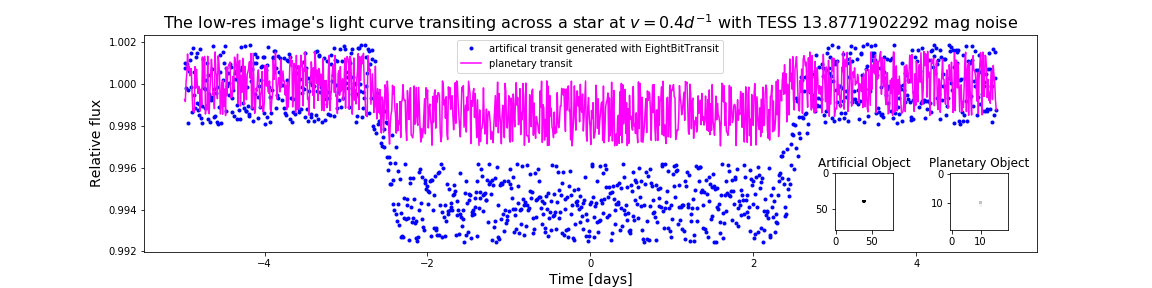 The low-res image's light curve transiting across a star at v = 0.4d⁻¹ with TESS 13.8771902292 mag noise
artifical transit generated with EightBitTransit
planetary transit
Relative flux
1.002
1.000
0.998
0.996
0.994
0.992
Artificial Object
Planetary Object
0
50
0 50
0
10
0 10
−4 −2 0 2 4
Time [days]